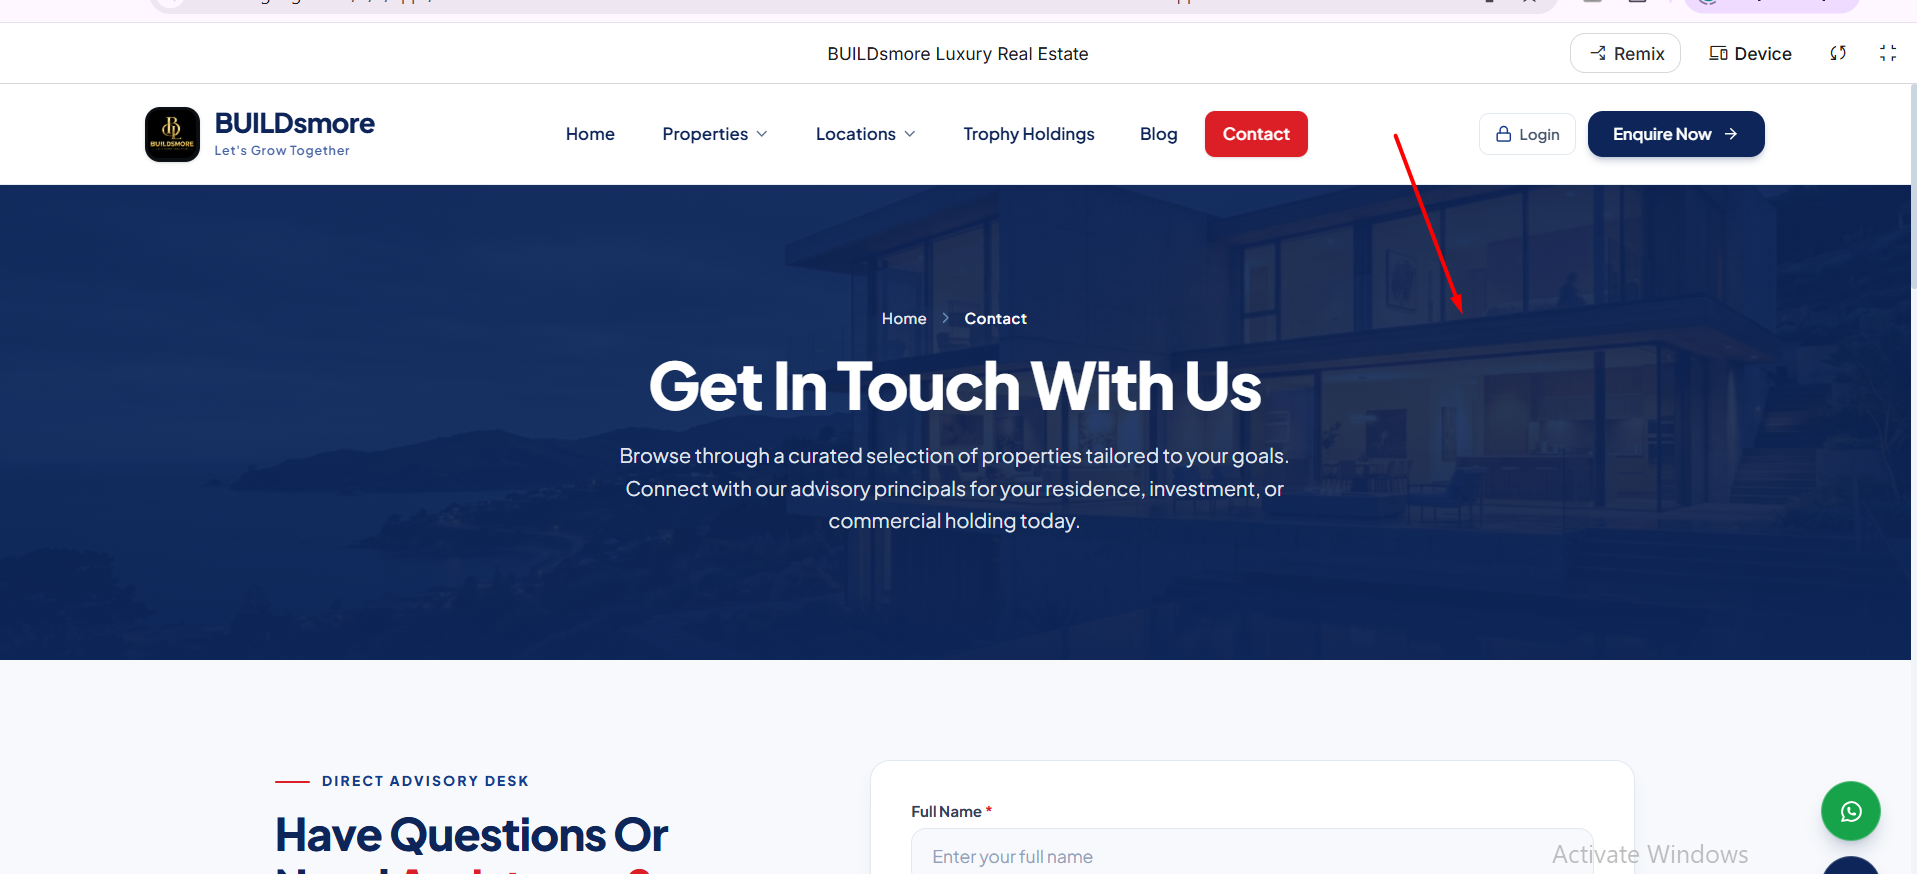 BUILDsmore Luxury Real Estate
Remix
Device
BUILDSMORE
BUILDsmore
Let's Grow Together
Home
Properties
Locations
Trophy Holdings
Blog
Contact
Login
Enquire Now
Home > Contact
Get In Touch With Us
Browse through a curated selection of properties tailored to your goals.
Connect with our advisory principals for your residence, investment, or
commercial holding today.
DIRECT ADVISORY DESK
Have Questions Or
Full Name *
Enter your full name
Activate Windows